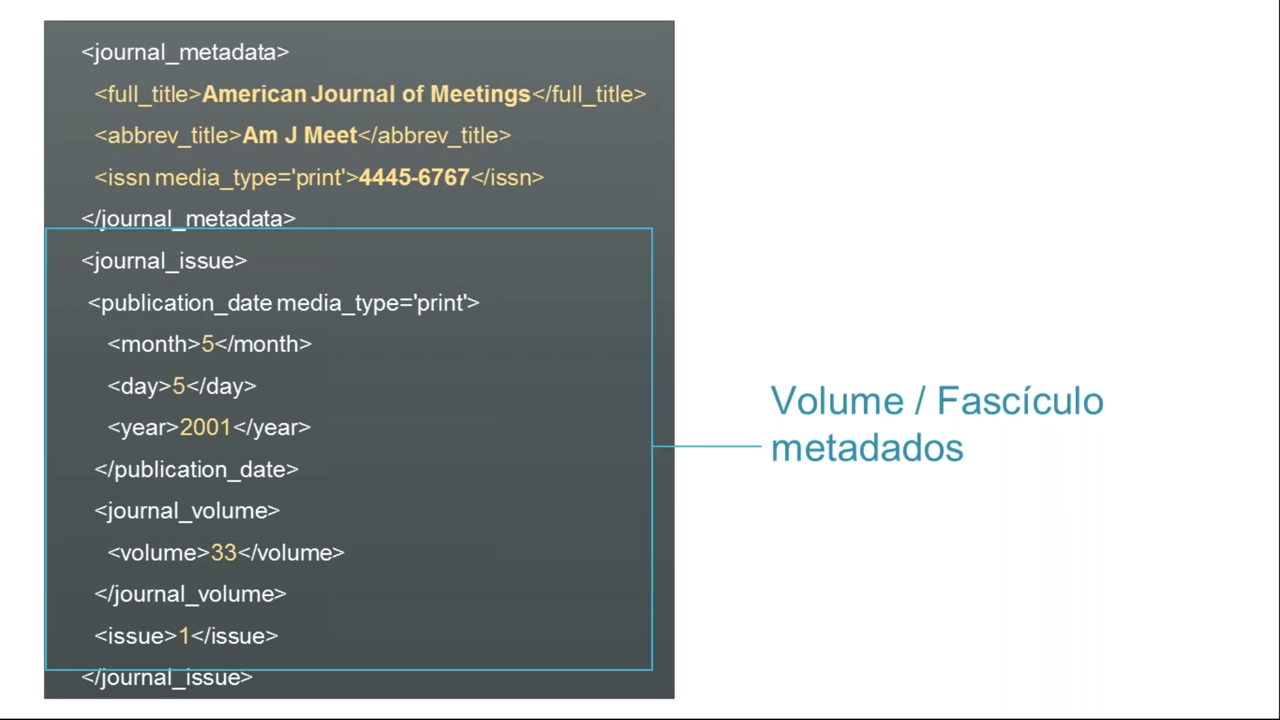 <journal_metadata>
<full_title>American Journal of Meetings</full_title>
<abbrev_title>Am J Meet</abbrev_title>
<issn media_type='print'>4445-6767</issn>
</journal_metadata>
<journal_issue>
<publication_date media_type='print'>
<month>5</month>
<day>5</day>
<year>2001</year>
</publication_date>
<journal_volume>
<volume>33</volume>
</journal_volume>
<issue>1</issue>
</journal_issue>
Volume / Fascículo
metadados